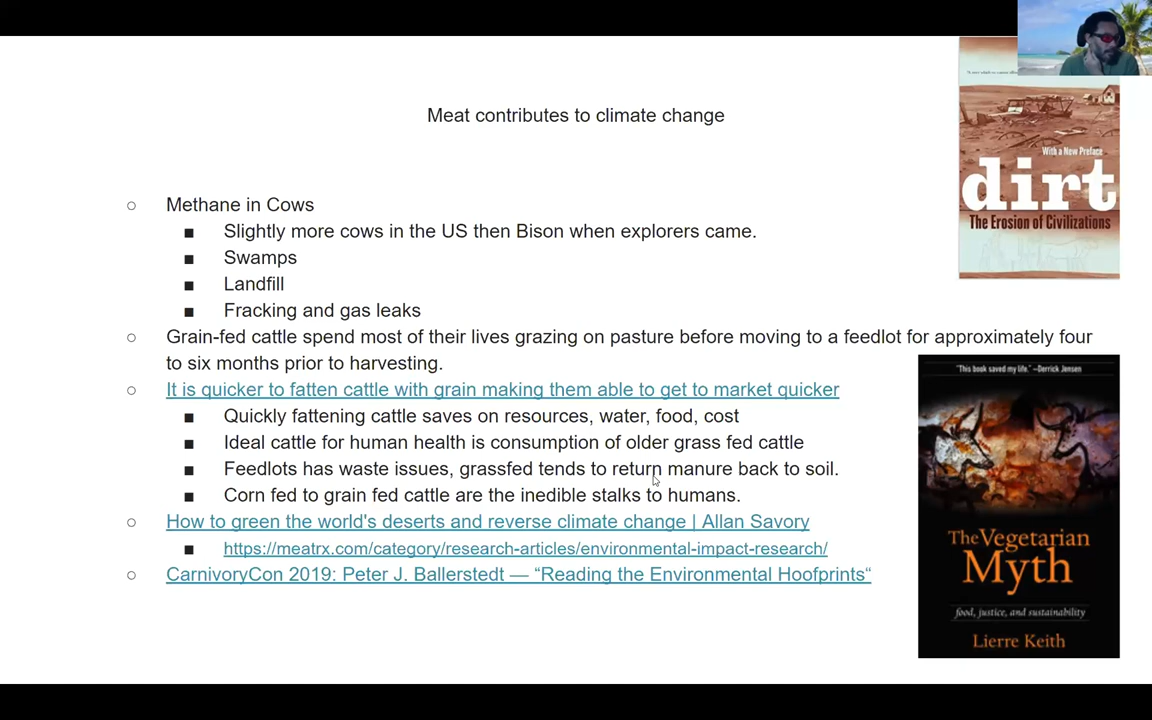 Meat contributes to climate change
Methane in Cows
Slightly more cows in the US then Bison when explorers came.
Swamps
Landfill
Fracking and gas leaks
Grain-fed cattle spend most of their lives grazing on pasture before moving to a feedlot for approximately four
to six months prior to harvesting.
It is quicker to fatten cattle with grain making them able to get to market quicker
Quickly fattening cattle saves on resources, water, food, cost
Ideal cattle for human health is consumption of older grass fed cattle
Feedlots has waste issues, grassfed tends to return manure back to soil.
Corn fed to grain fed cattle are the inedible stalks to humans.
How to green the world's deserts and reverse climate change | Allan Savory
https://meatrx.com/category/research-articles/environmental-impact-research/
CarnivoryCon 2019: Peter J. Ballerstedt — “Reading the Environmental Hoofprints“
With a New Preface
dirt
The Erosion of Civilizations
"This book saved my life." —Derrick Jensen
The Vegetarian
Myth
food, justice, and sustainability
Lierre Keith